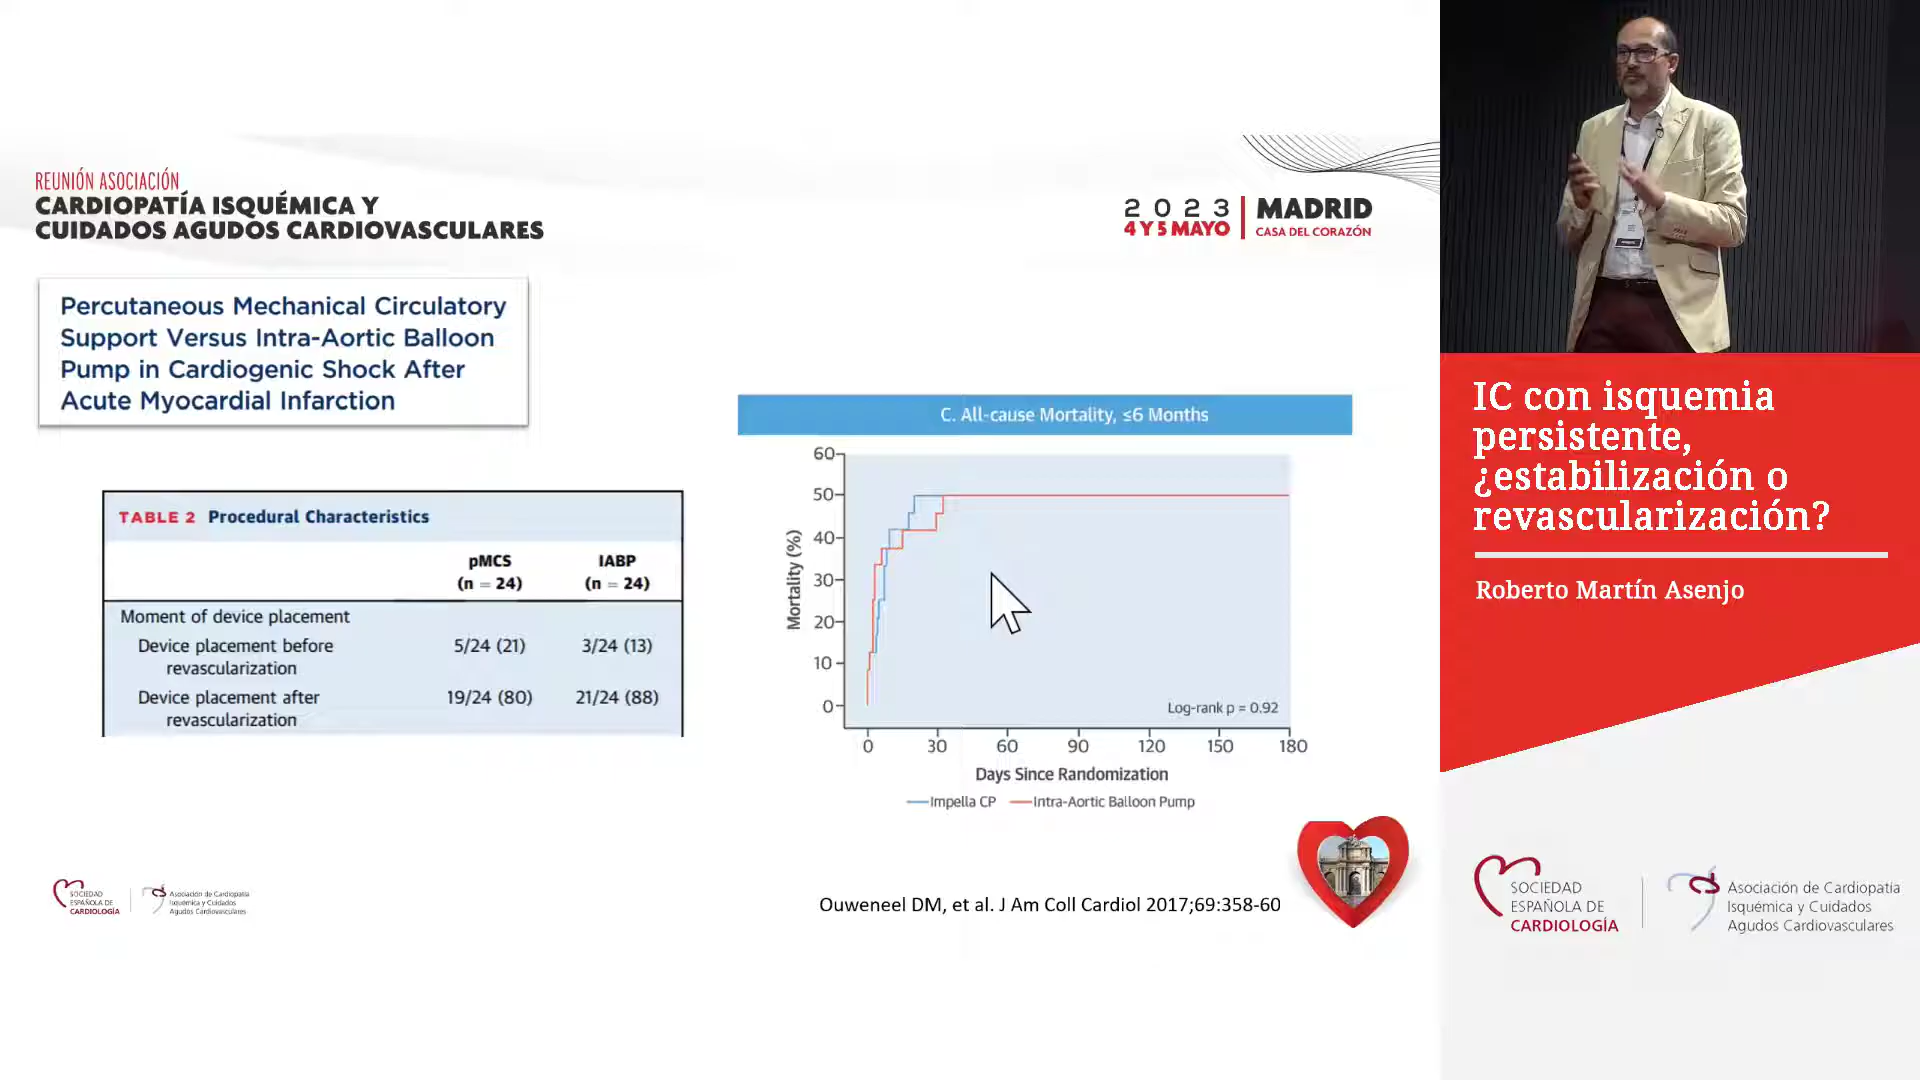 REUNIÓN ASOCIACIÓN
CARDIOPATÍA ISQUÉMICA Y
CUIDADOS AGUDOS CARDIOVASCULARES
2023
4 Y 5 MAYO
MADRID
CASA DEL CORAZÓN
Percutaneous Mechanical Circulatory
Support Versus Intra-Aortic Balloon
Pump in Cardiogenic Shock After
Acute Myocardial Infarction
TABLE 2 Procedural Characteristics
pMCS IABP
(n = 24) (n = 24)
Moment of device placement
Device placement before 5/24 (21) 3/24 (13)
revascularization
Device placement after 19/24 (80) 21/24 (88)
revascularization
C. All-cause Mortality, ≤6 Months
Mortality (%)
60
50
40
30
20
10
0
Log-rank p = 0.92
0 30 60 90 120 150 180
Days Since Randomization
Impella CP Intra-Aortic Balloon Pump
Ouweneel DM, et al. J Am Coll Cardiol 2017;69:358-60
SOCIEDAD
ESPAÑOLA DE
CARDIOLOGÍA
Asociación de Cardiopatía
Isquémica y Cuidados
Agudos Cardiovasculares
IC con isquemia
persistente,
¿estabilización o
revascularización?
Roberto Martín Asenjo
SOCIEDAD
ESPAÑOLA DE
CARDIOLOGÍA
Asociación de Cardiopatía
Isquémica y Cuidados
Agudos Cardiovasculares